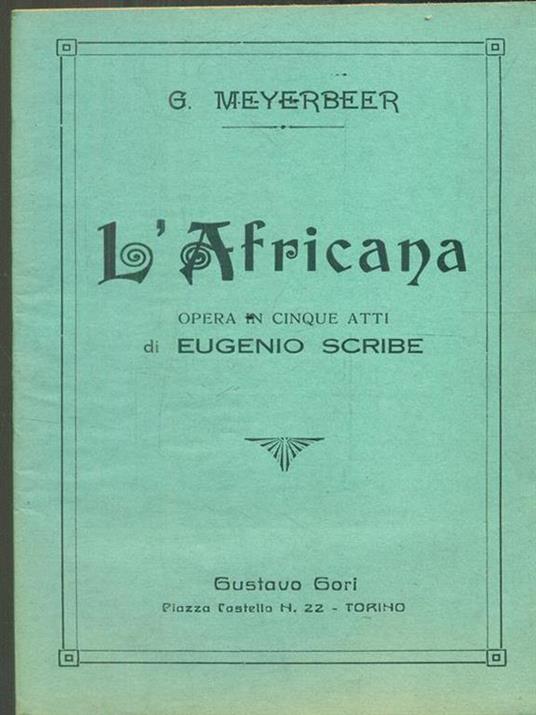 G. MEYERBEER
L'Africana
OPERA IN CINQUE ATTI
di EUGENIO SCRIBE
Gustavo Gori
Piazza Castello N. 22 - TORINO